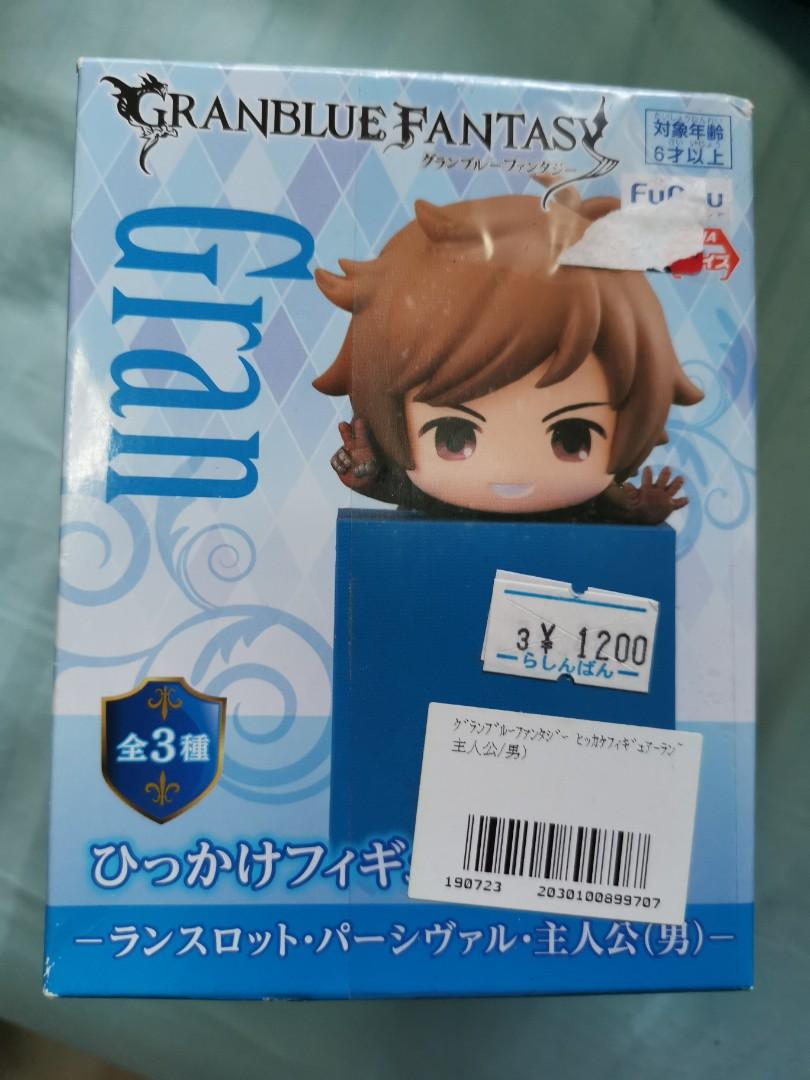 GRANBLUE FANTASY
グランブルーファンタジー
対象年齢
6才以上
Gran
3¥ 1200
らしんばん
グランブルーファンタジー ヒッカケフィギュアーラン
主人公/男)
190723 2030100899707
全3種
ひっかけフィギ
－ランスロット・パーシヴァル・主人公(男)－